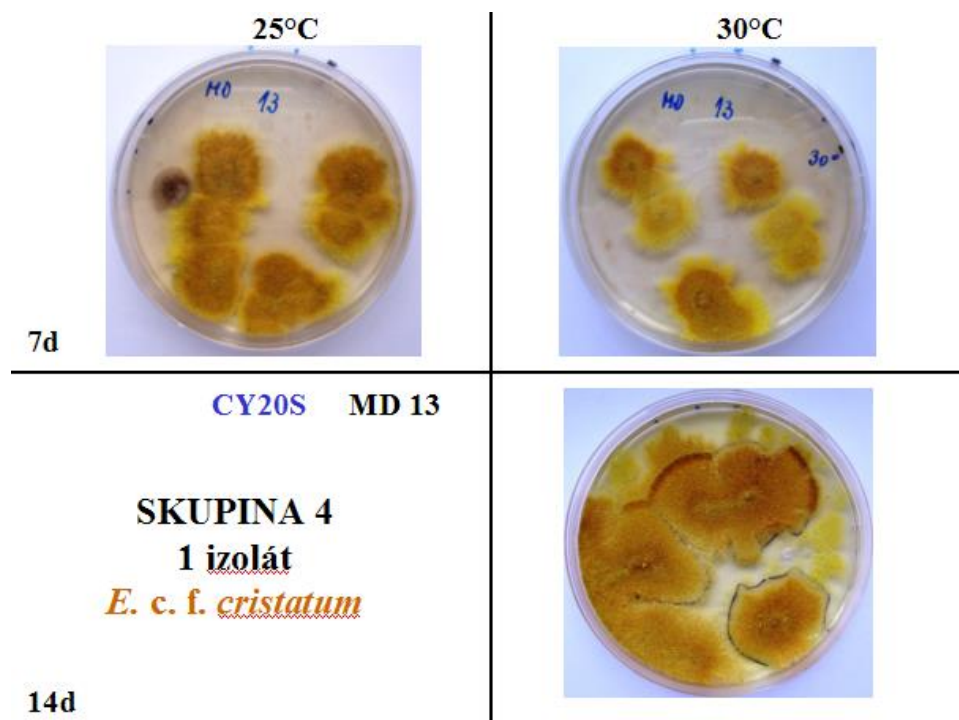 25°C
30°C
MD 13
MD 13
30°
7d
CY20S MD 13
SKUPINA 4
1 izolát
E. c. f. cristatum
14d